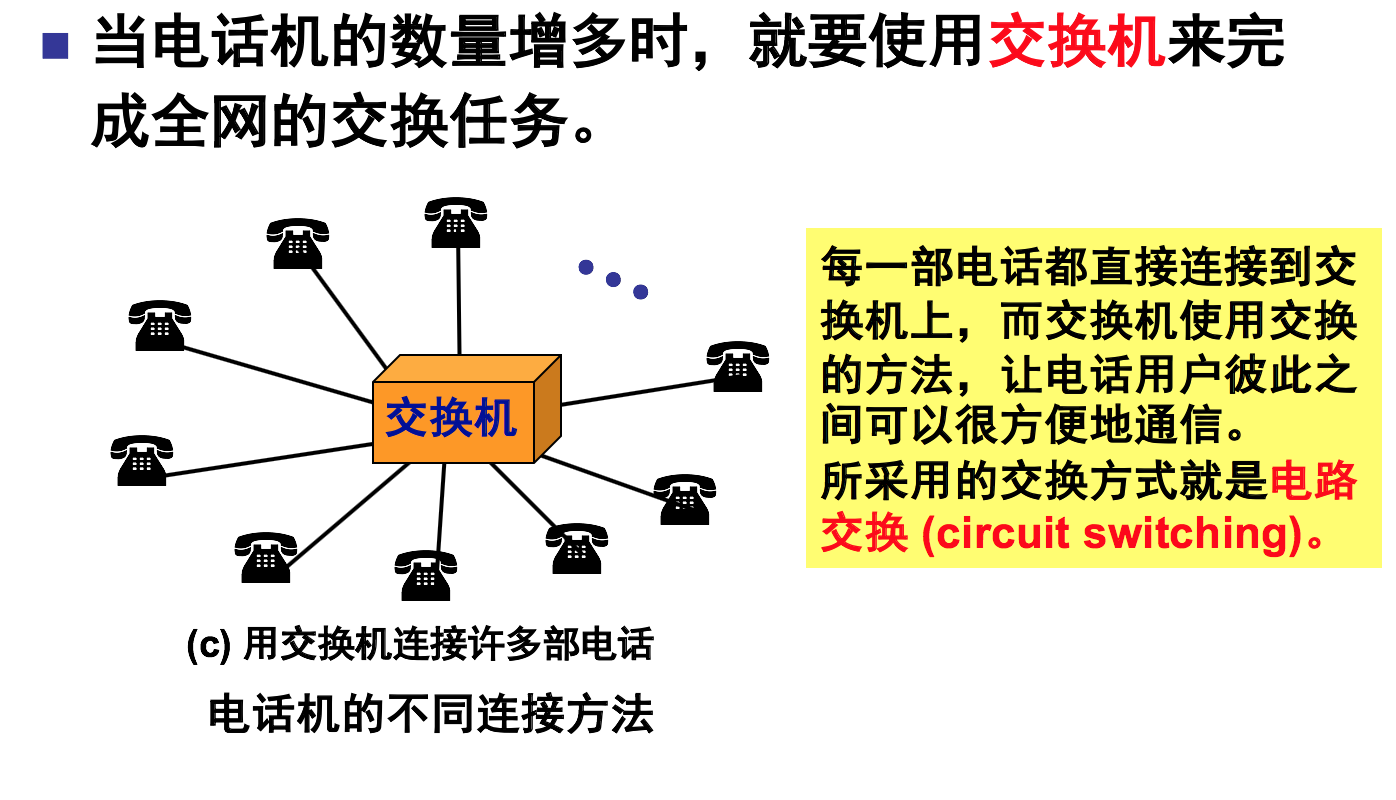 当电话机的数量增多时，就要使用交换机来完
成全网的交换任务。
交换机
每一部电话都直接连接到交
换机上，而交换机使用交换
的方法，让电话用户彼此之
间可以很方便地通信。
所采用的交换方式就是电路
交换 (circuit switching)。
(c) 用交换机连接许多部电话
电话机的不同连接方法